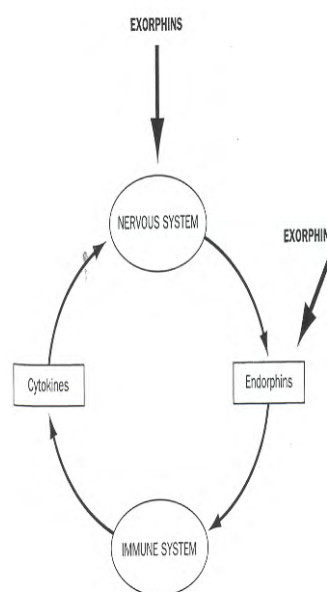 EXORPHINS
NERVOUS SYSTEM
EXORPHIN
Cytokines
Endorphins
IMMUNE SYSTEM